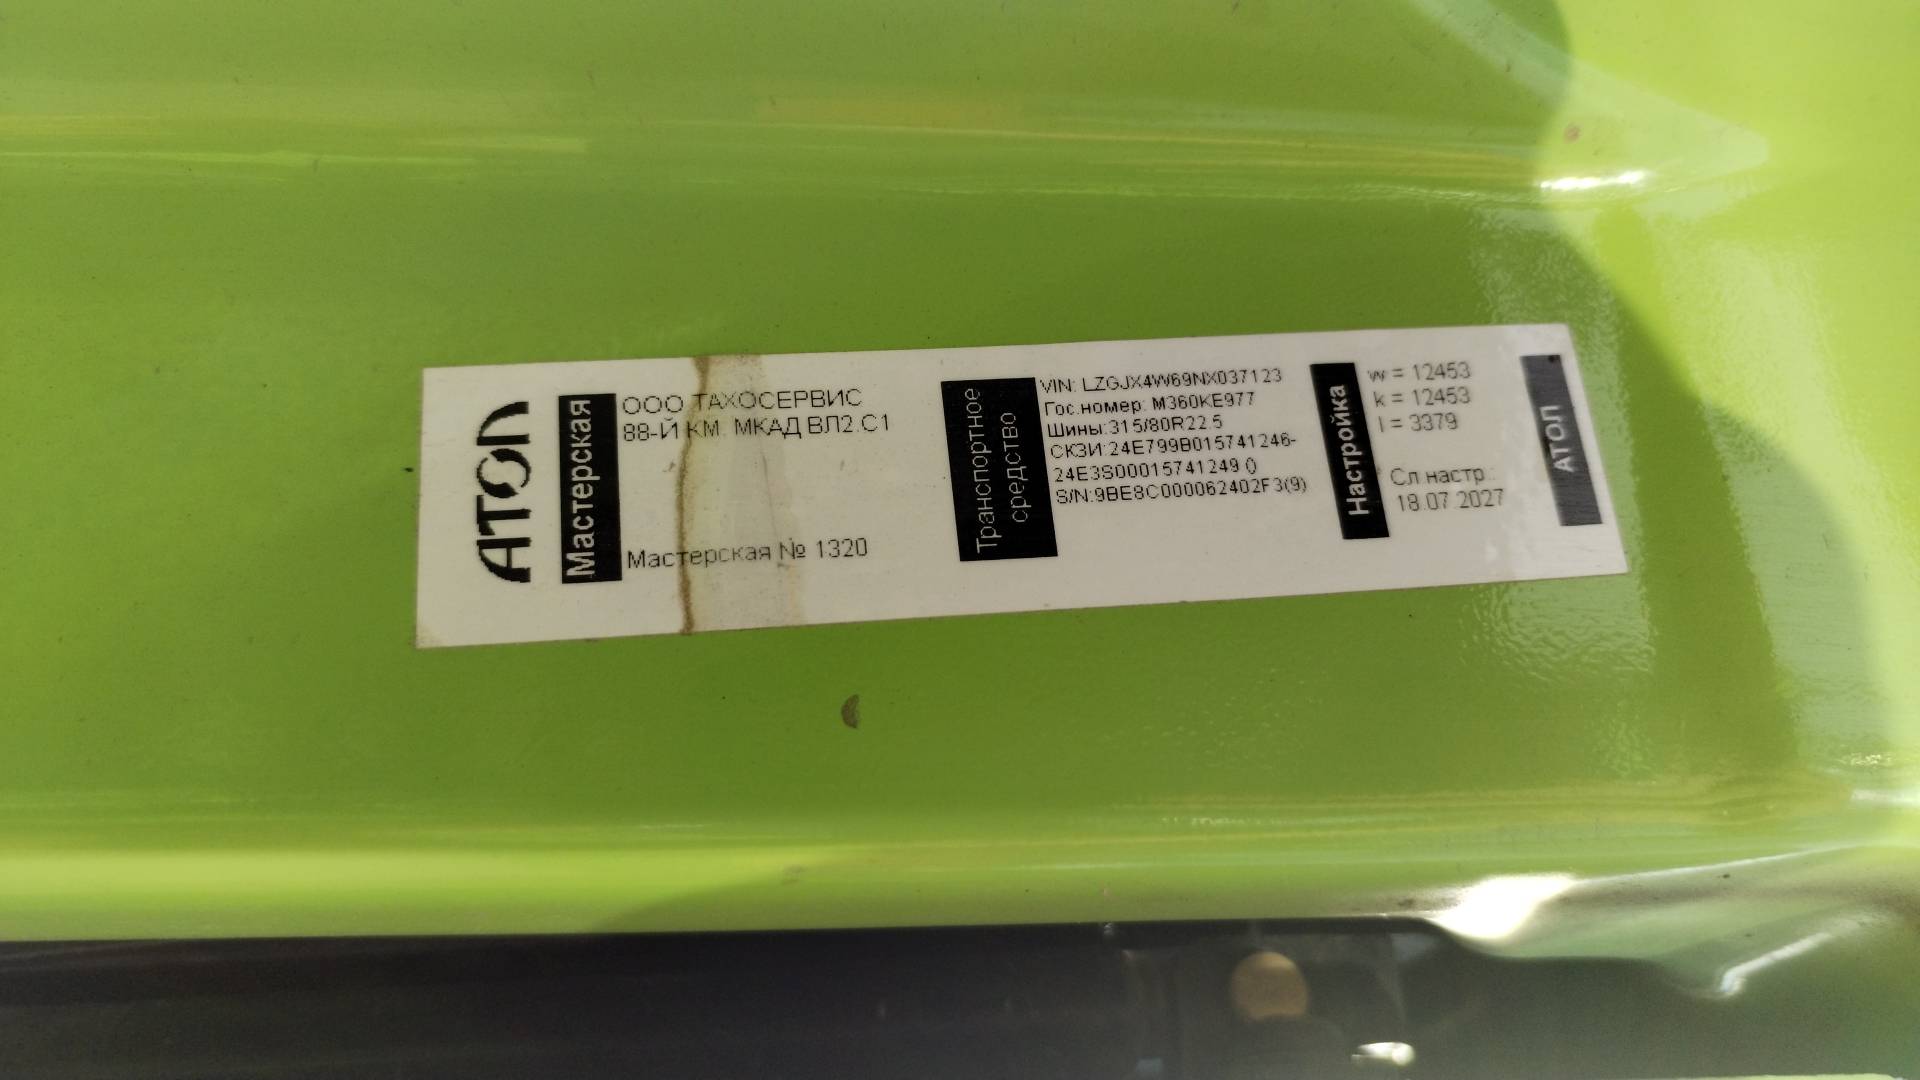 АТОЛ
Мастерская
ООО ТАХОСЕРВИС
88-Й КМ. МКАД ВЛ2.С1
Мастерская № 1320
Транспортное
средство
VIN: LZGJX4W69NX037123
Гос.номер: М360КЕ977
Шины:315/80R22.5
СКЗИ:24E799B015741246-
24E3S00015741249 ()
S/N:9BE8C000062402F3(9)
Настройка
w = 12453
k = 12453
l = 3379
Сл.настр.:
18.07.2027
АТОЛ